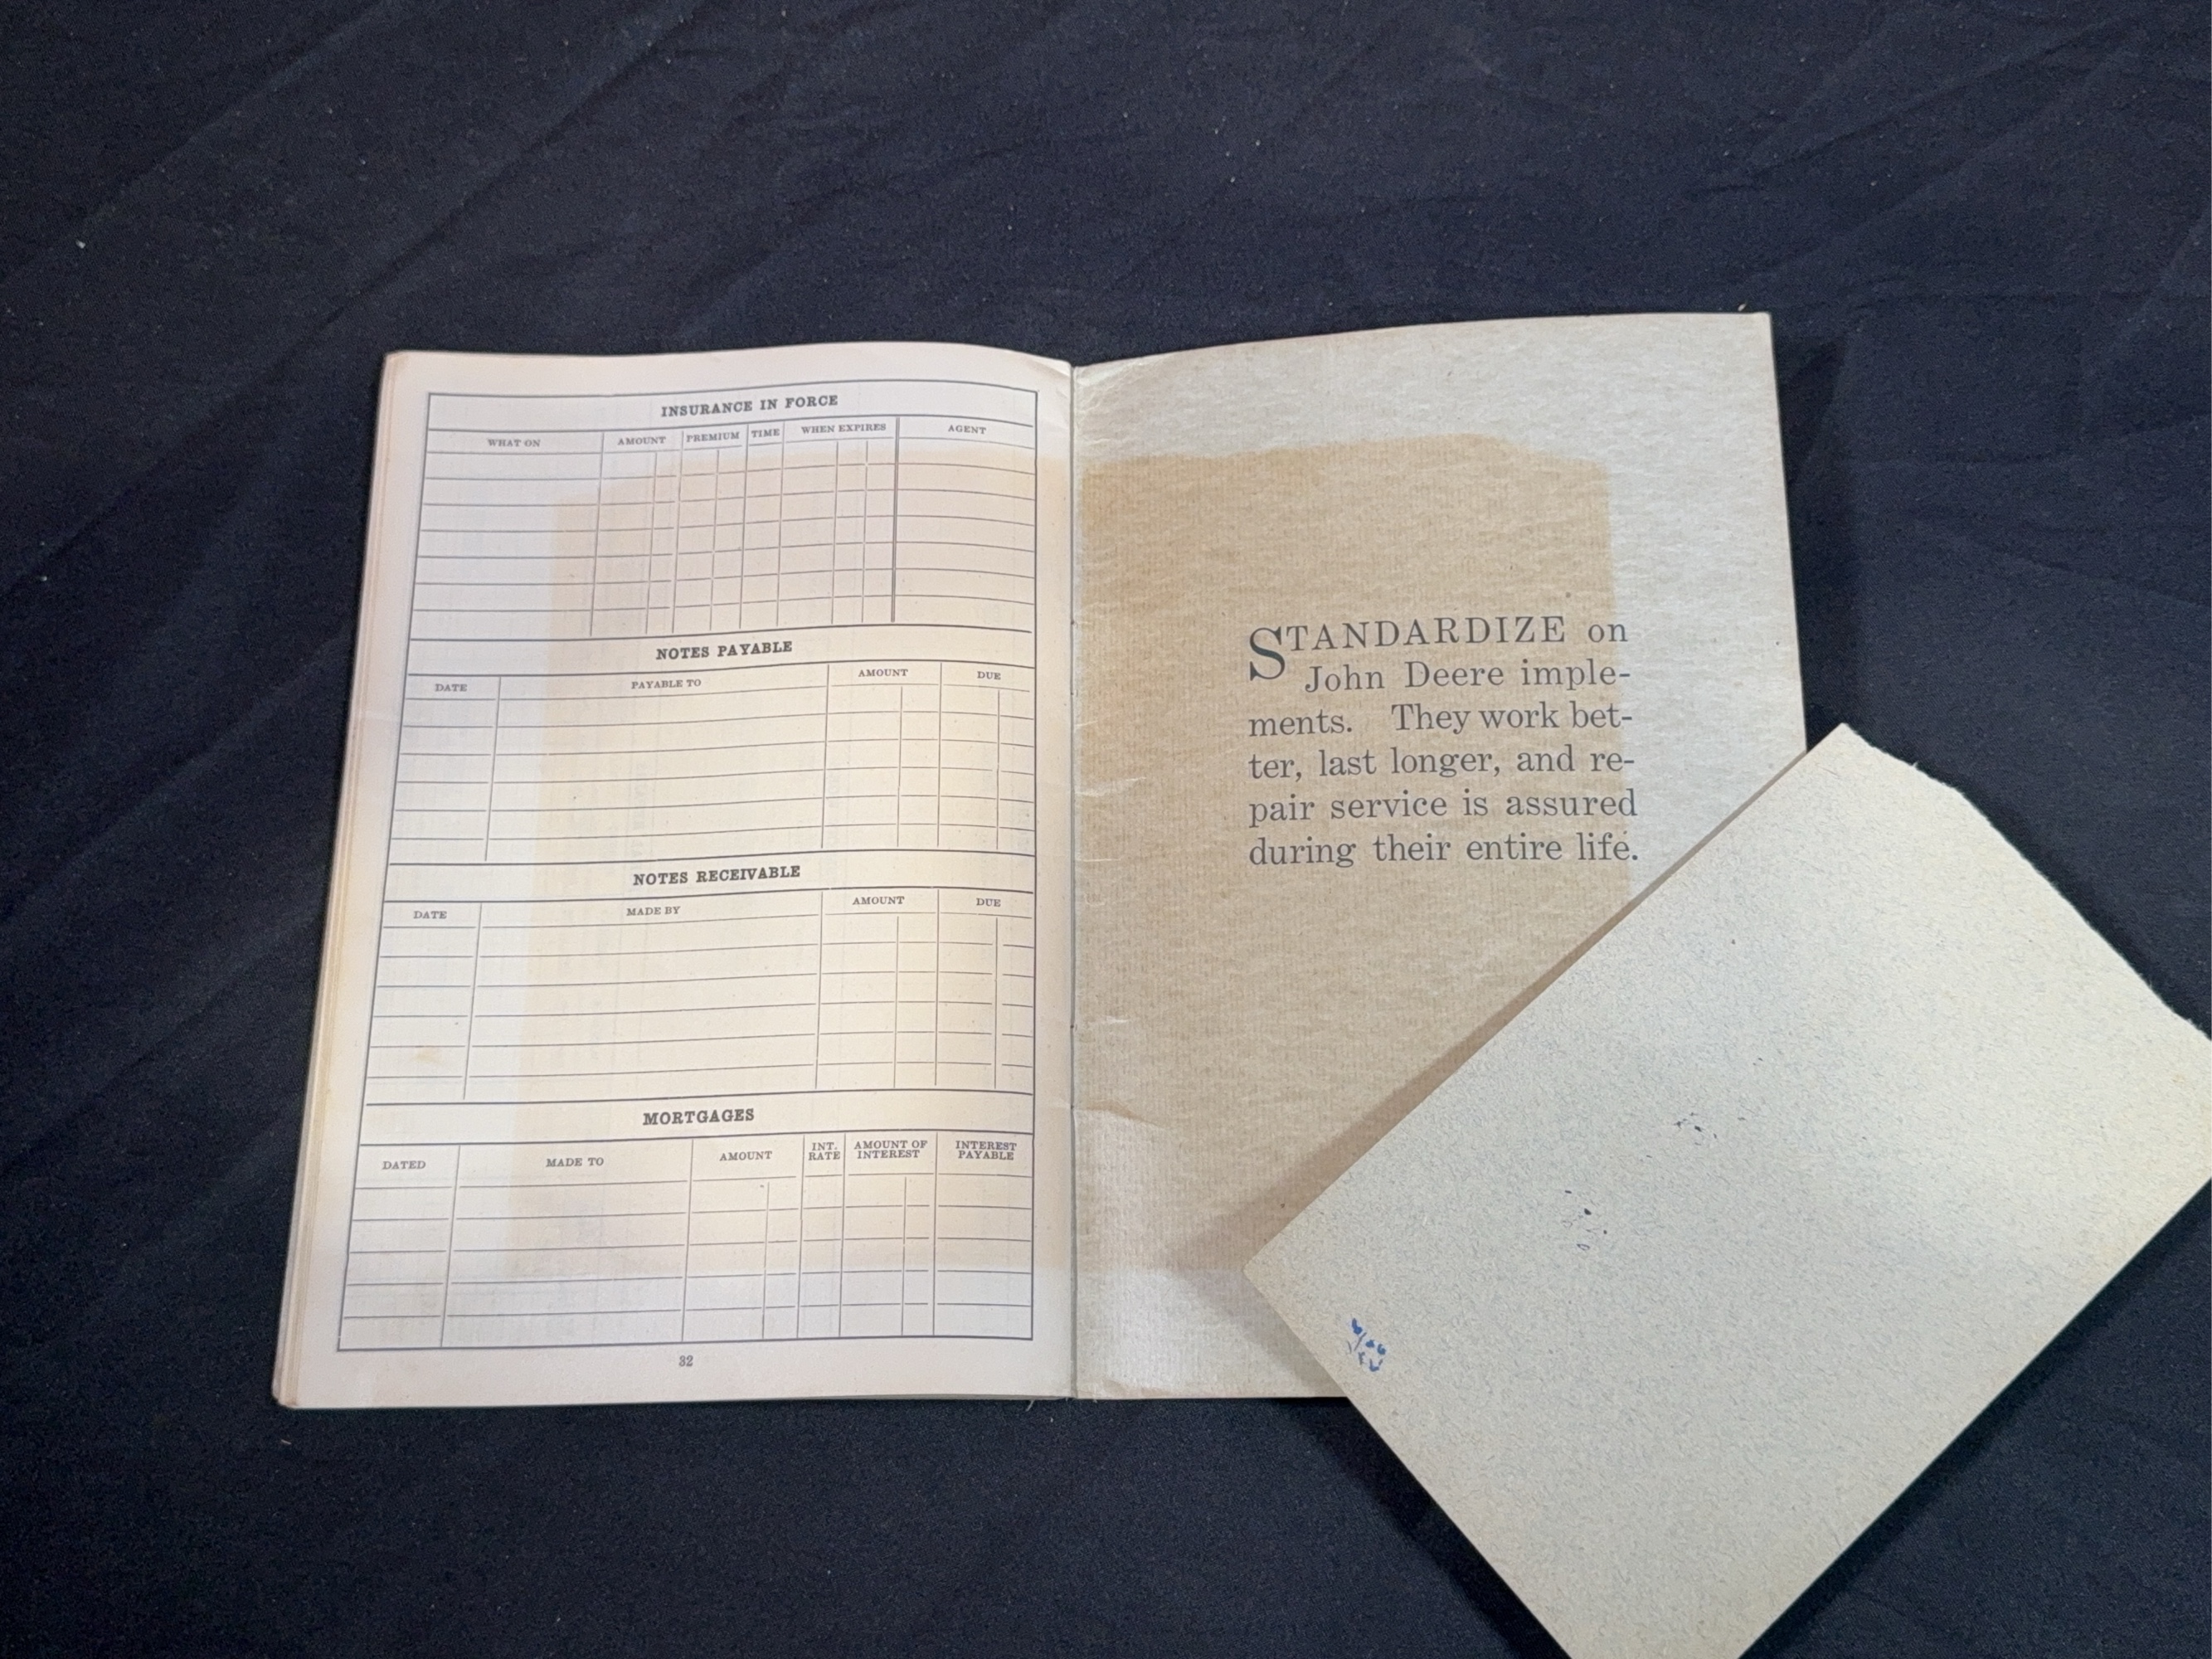 INSURANCE IN FORCE
WHAT ON AMOUNT PREMIUM TIME WHEN EXPIRES AGENT
NOTES PAYABLE
DATE PAYABLE TO AMOUNT DUE
NOTES RECEIVABLE
DATE MADE BY AMOUNT DUE
MORTGAGES
DATED MADE TO AMOUNT INT. RATE AMOUNT OF INTEREST INTEREST PAYABLE
32
STANDARDIZE on
John Deere imple-
ments. They work bet-
ter, last longer, and re-
pair service is assured
during their entire life.